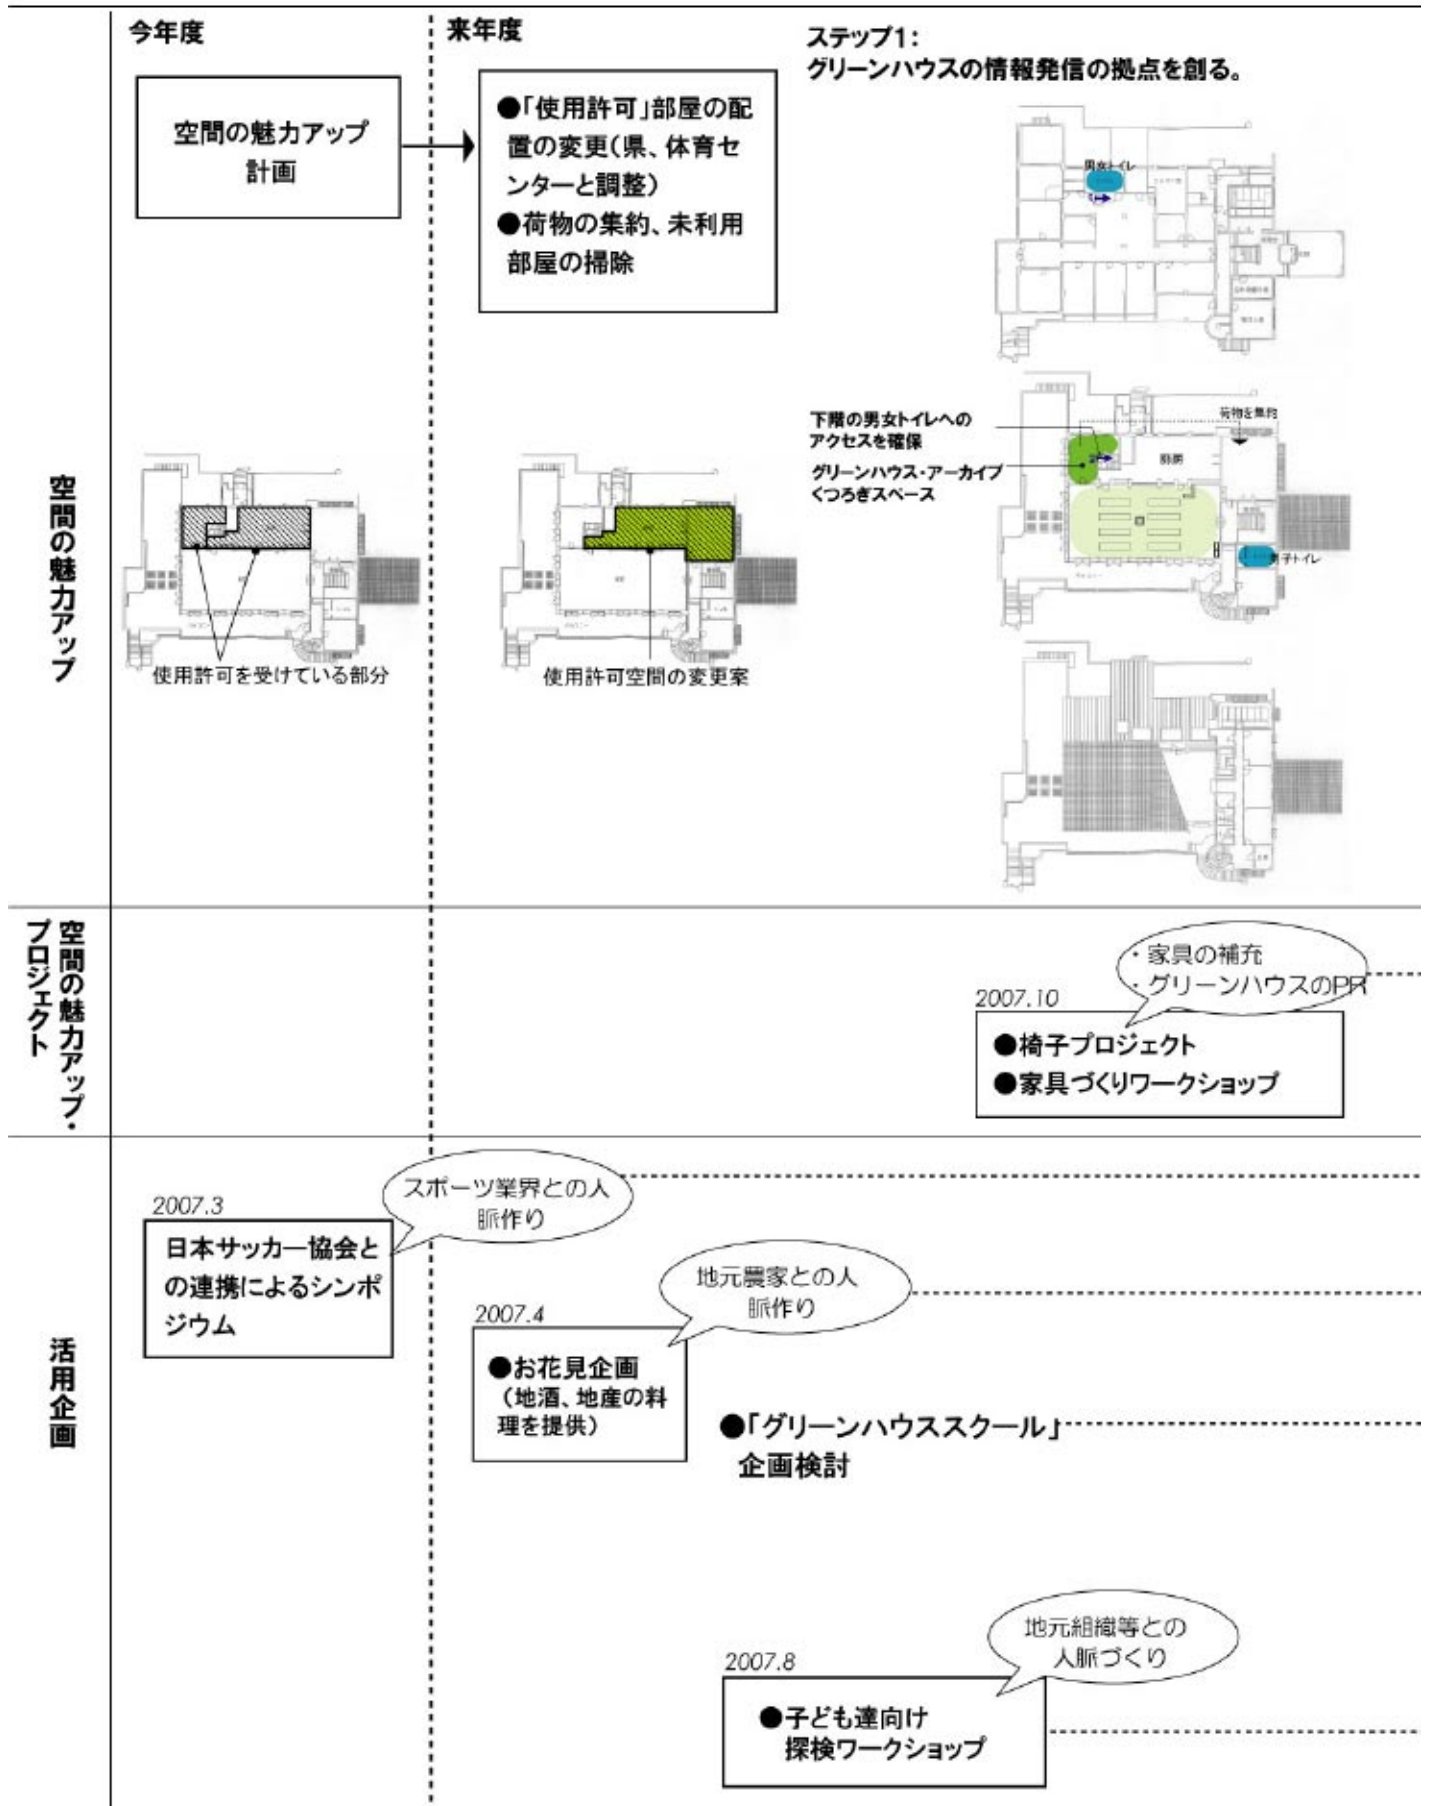 今年度
来年度
ステップ1：
グリーンハウスの情報発信の拠点を創る。
空間の魅力アップ
計画
●「使用許可」部屋の配
置の変更（県、体育セ
ンターと調整）
●荷物の集約、未利用
部屋の掃除
男女トイレ
下階の男女トイレへの
アクセスを確保
グリーンハウス・アーカイブ
くつろぎスペース
荷物を集約
厨房
男子トイレ
空間の魅力アップ
使用許可を受けている部分
使用許可空間の変更案
空間の魅力アップ・
プロジェクト
・家具の補充
・グリーンハウスのPR
2007.10
●椅子プロジェクト
●家具づくりワークショップ
活用企画
スポーツ業界との人
脈作り
2007.3
日本サッカー協会と
の連携によるシンポ
ジウム
地元農家との人
脈作り
2007.4
●お花見企画
（地酒、地産の料
理を提供）
●「グリーンハウススクール」
企画検討
地元組織等との
人脈づくり
2007.8
●子ども達向け
探検ワークショップ